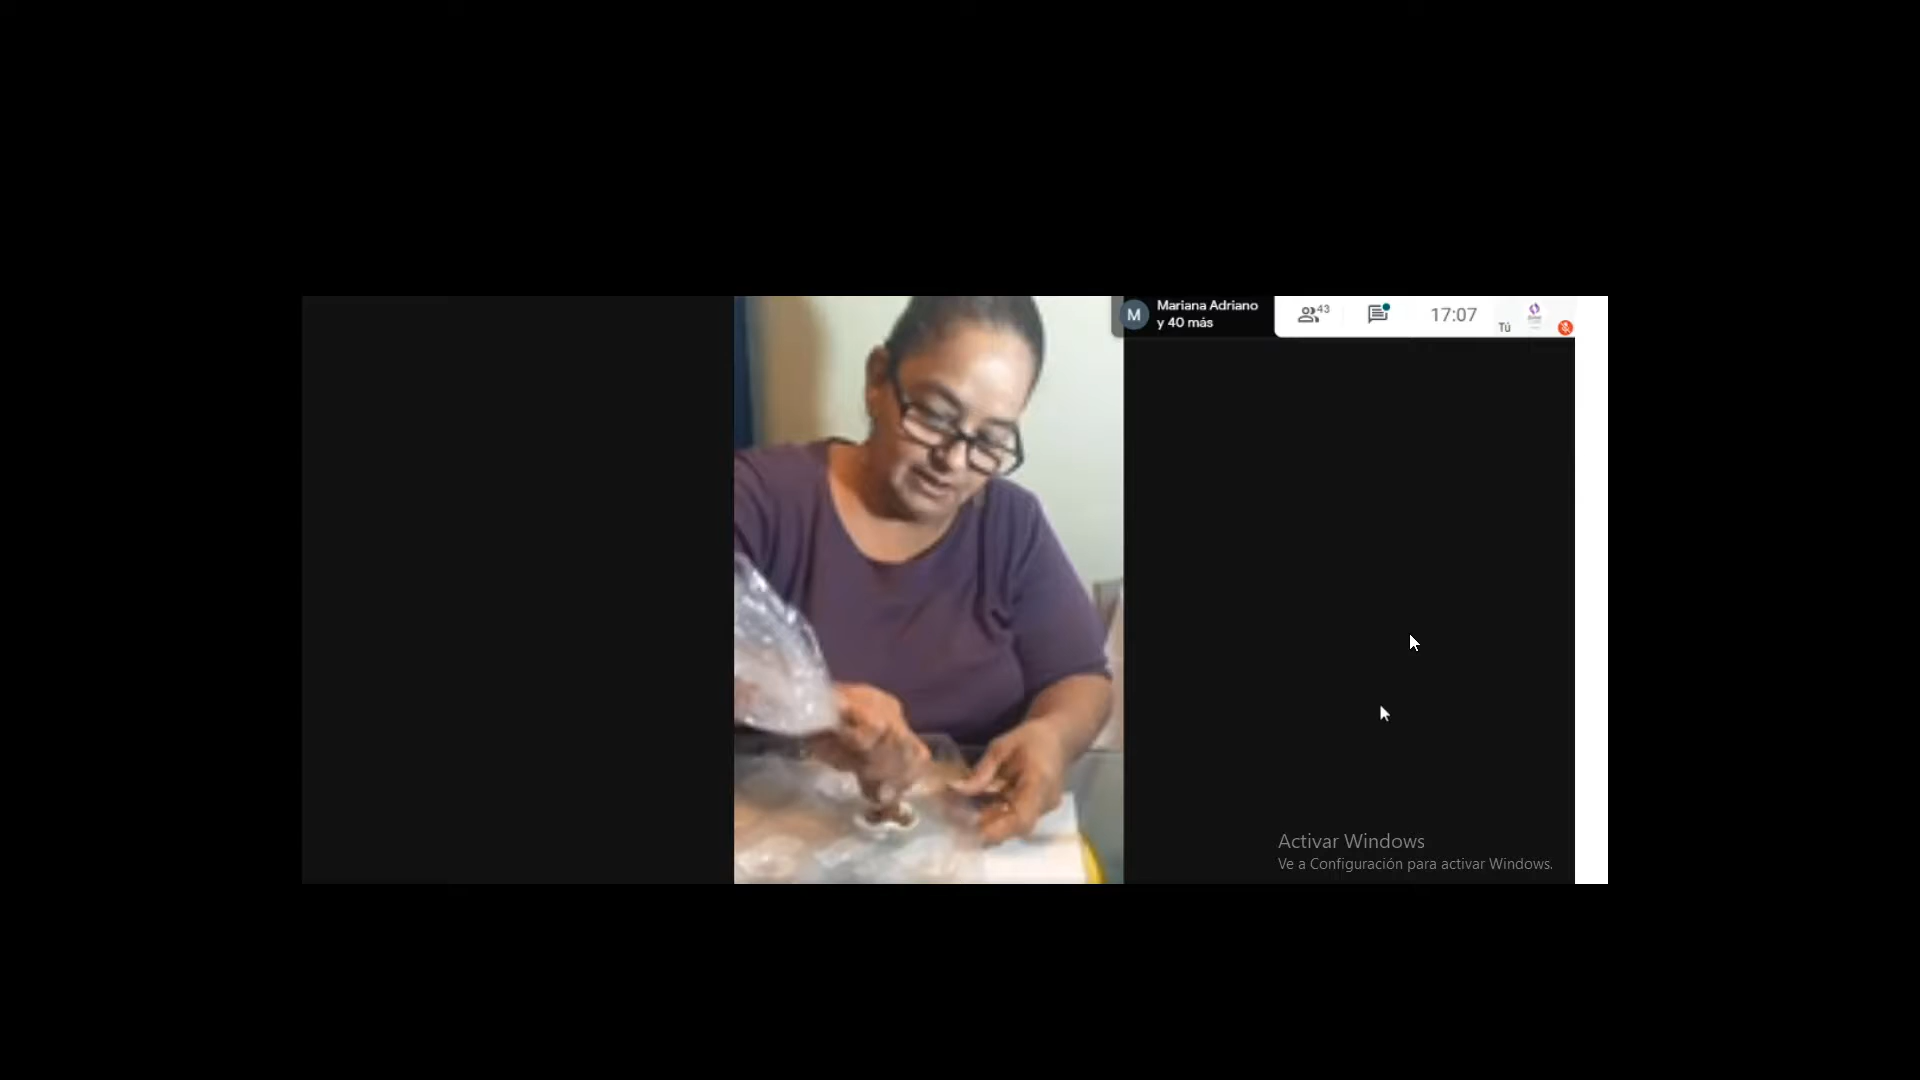 M
Mariana Adriano
y 40 más
43
17:07
Tú
Activar Windows
Ve a Configuración para activar Windows.